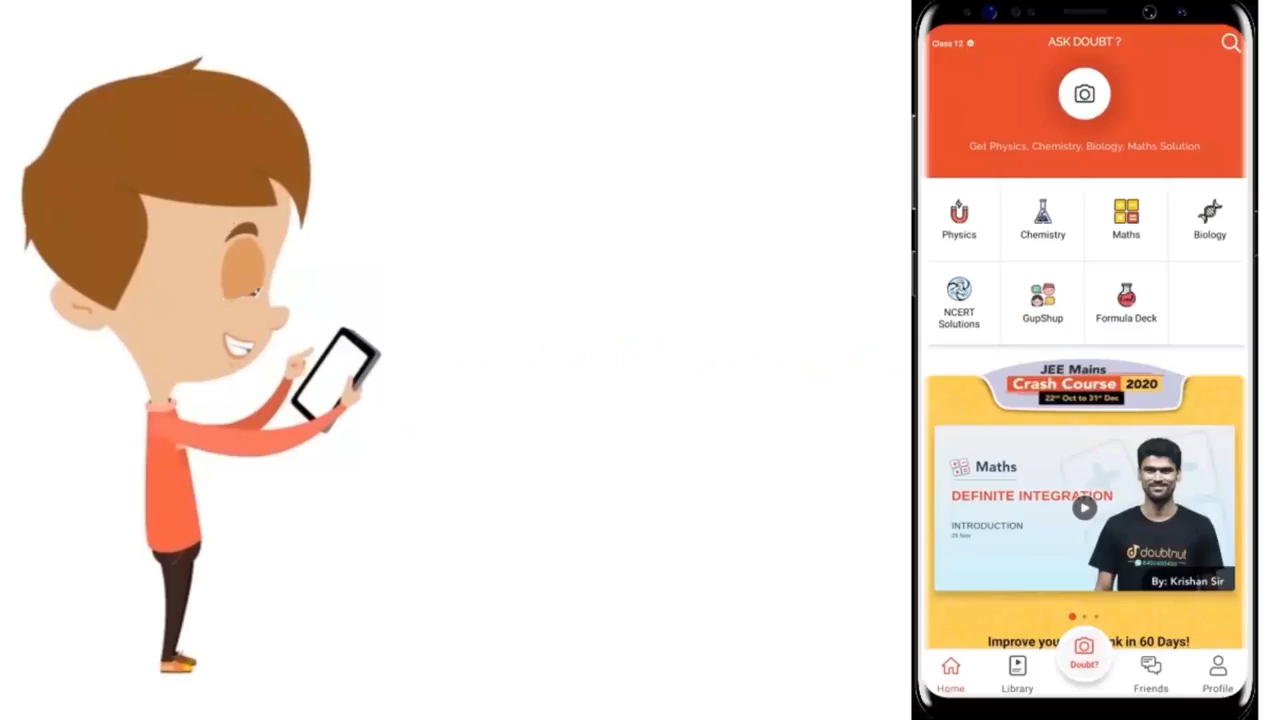 Class 12
ASK DOUBT ?
Get Physics, Chemistry, Biology, Maths Solution
Physics
Chemistry
Maths
Biology
NCERT
Solutions
GupShup
Formula Deck
JEE Mains
Crash Course 2020
22nd Oct to 31st Dec
Maths
DEFINITE INTEGRATION
INTRODUCTION
25 Nov
doubtnut
By: Krishan Sir
in 60 Days!
Doubt?
Home
Library
Friends
Profile